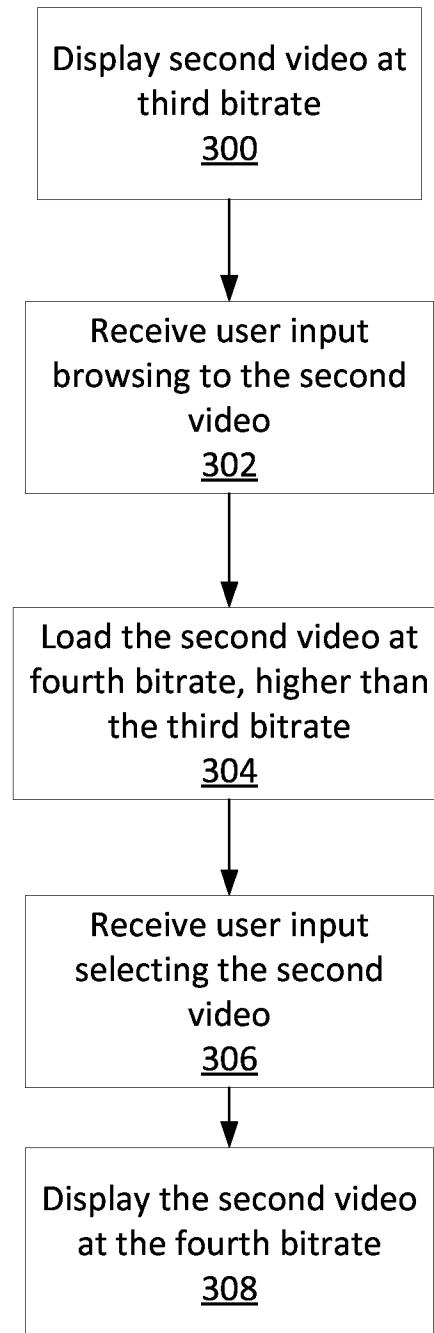 Display second video at
third bitrate
300
Receive user input
browsing to the second
video
302
Load the second video at
fourth bitrate, higher than
the third bitrate
304
Receive user input
selecting the second
video
306
Display the second video
at the fourth bitrate
308